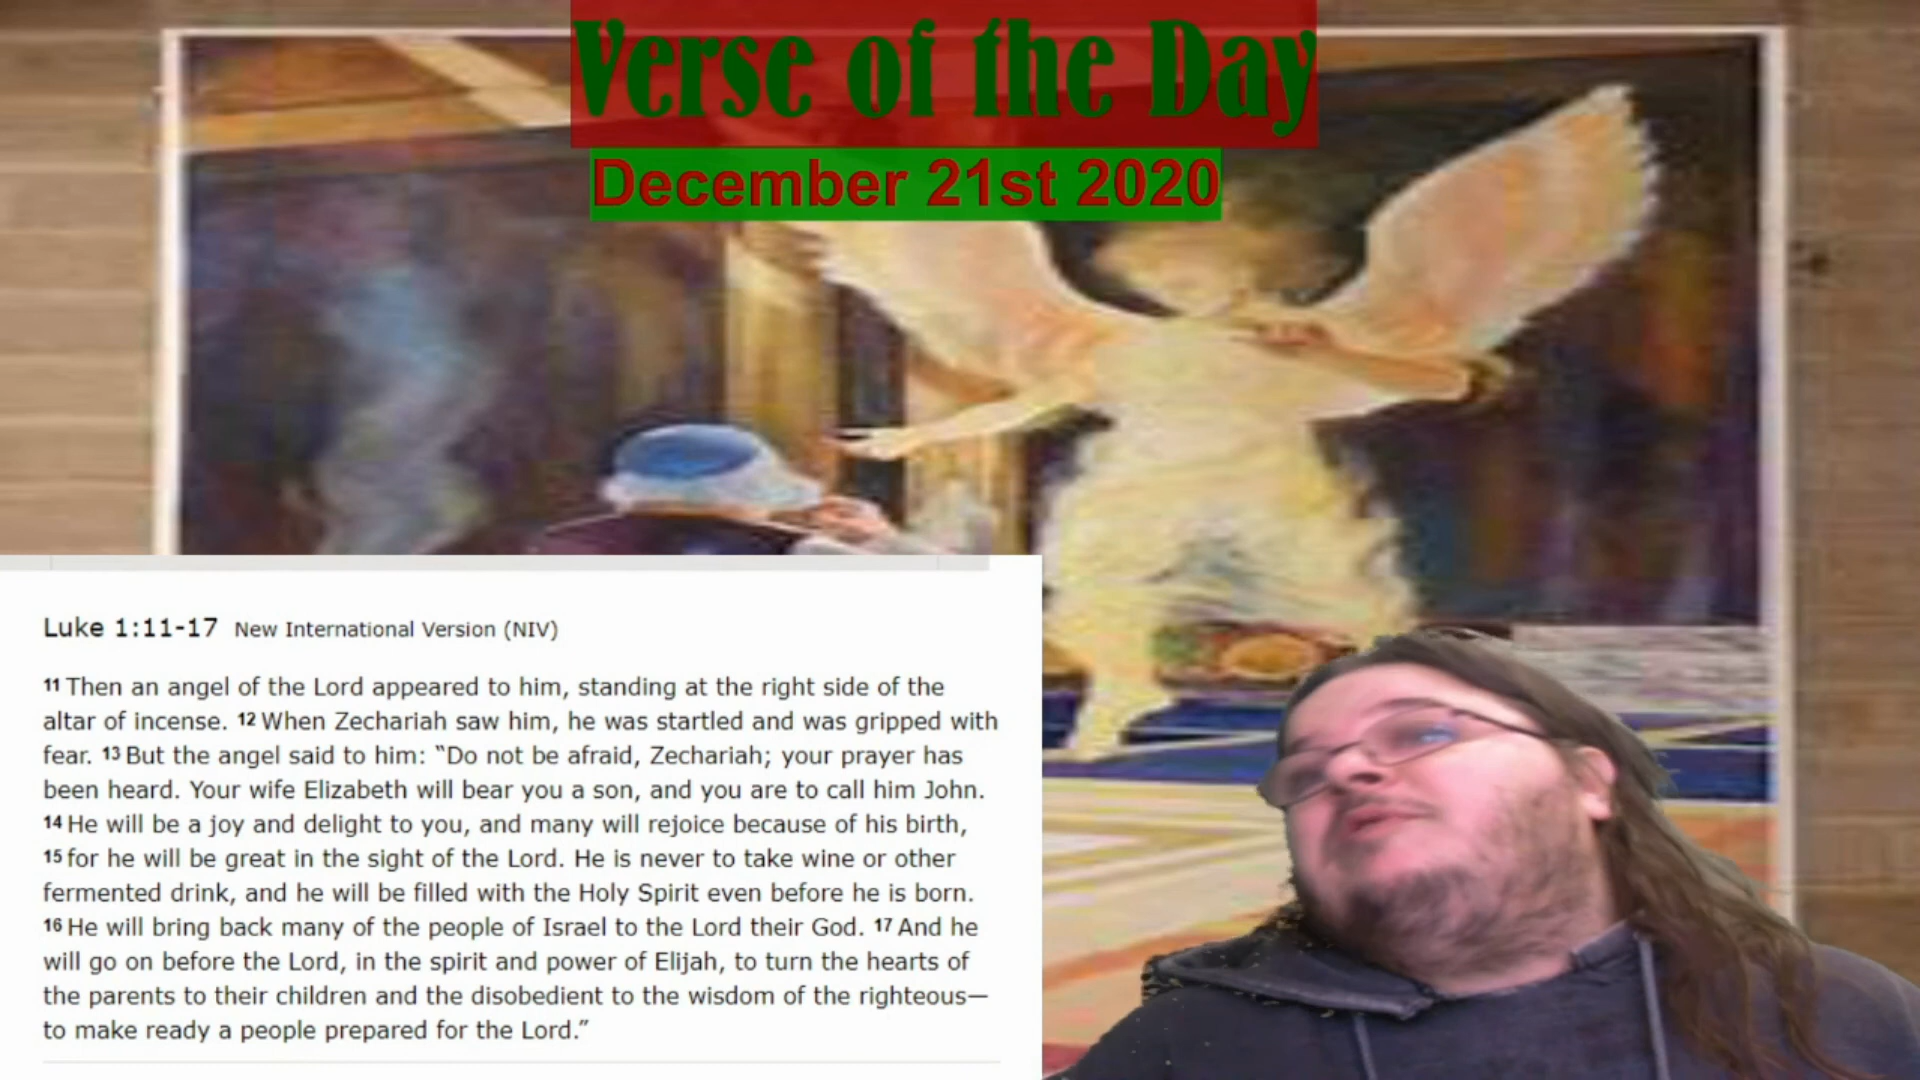 Verse of the Day
December 21st 2020
Luke 1:11-17 New International Version (NIV)
11 Then an angel of the Lord appeared to him, standing at the right side of the
altar of incense. 12 When Zechariah saw him, he was startled and was gripped with
fear. 13 But the angel said to him: “Do not be afraid, Zechariah; your prayer has
been heard. Your wife Elizabeth will bear you a son, and you are to call him John.
14 He will be a joy and delight to you, and many will rejoice because of his birth,
15 for he will be great in the sight of the Lord. He is never to take wine or other
fermented drink, and he will be filled with the Holy Spirit even before he is born.
16 He will bring back many of the people of Israel to the Lord their God. 17 And he
will go on before the Lord, in the spirit and power of Elijah, to turn the hearts of
the parents to their children and the disobedient to the wisdom of the righteous—
to make ready a people prepared for the Lord.”